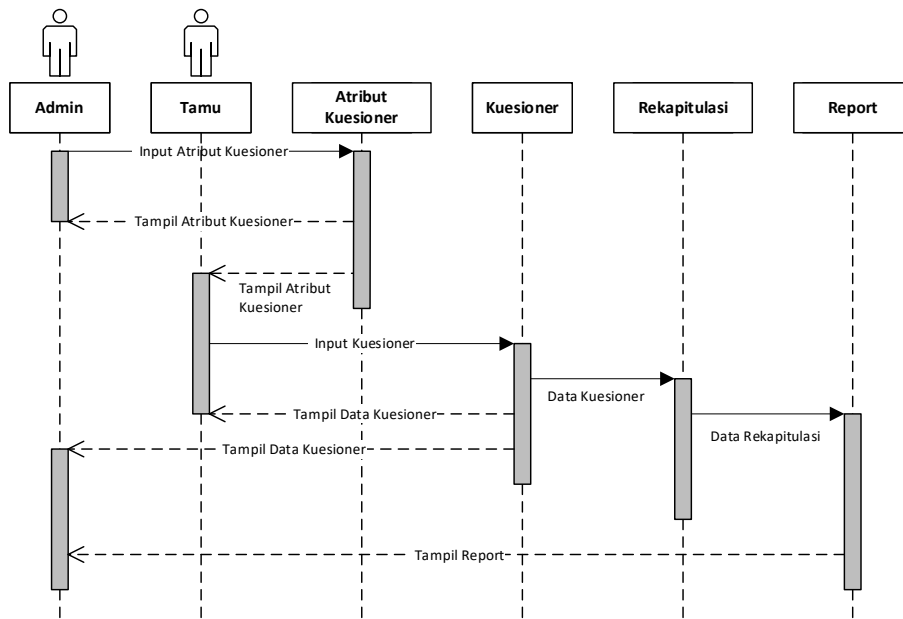 Admin
Tamu
Atribut
Kuesioner
Kuesioner
Rekapitulasi
Report
Input Atribut Kuesioner
Tampil Atribut Kuesioner
Tampil Atribut
Kuesioner
Input Kuesioner
Data Kuesioner
Tampil Data Kuesioner
Data Rekapitulasi
Tampil Data Kuesioner
Tampil Report